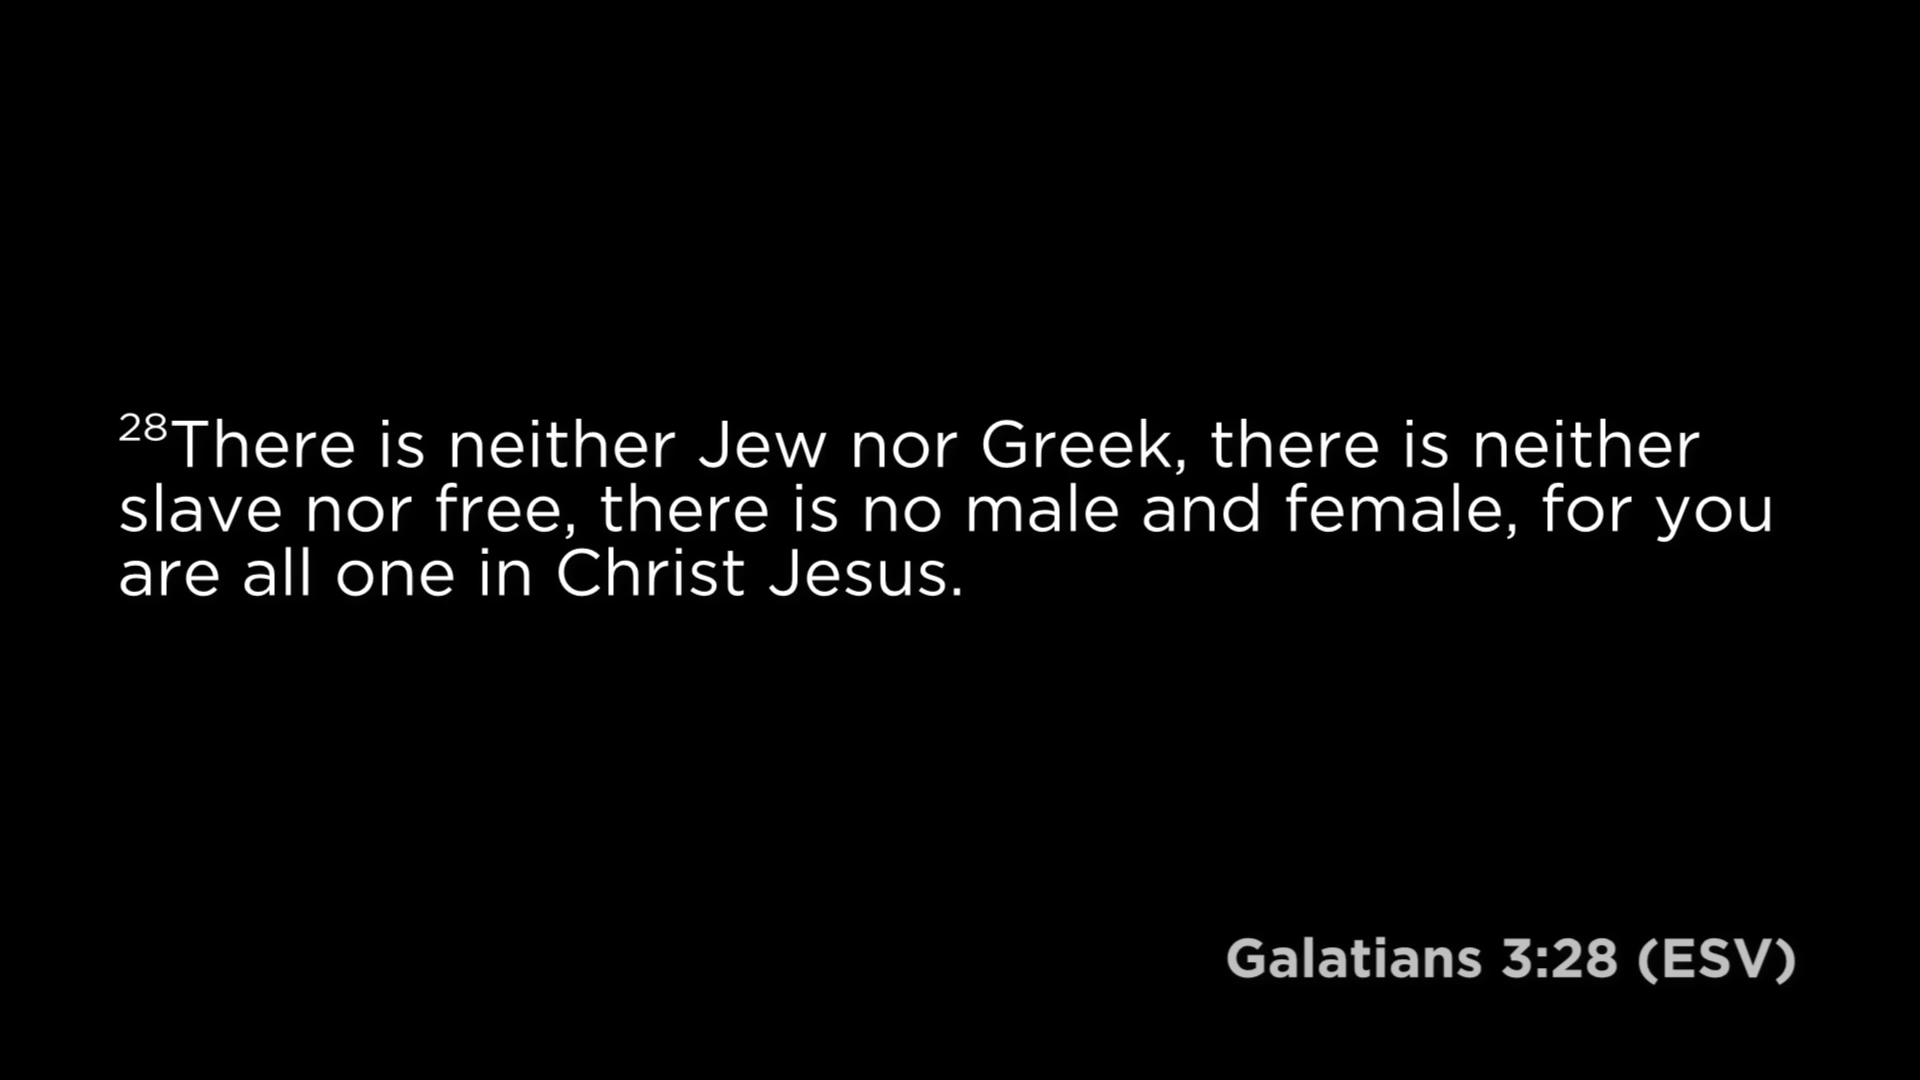 28There is neither Jew nor Greek, there is neither
slave nor free, there is no male and female, for you
are all one in Christ Jesus.
Galatians 3:28 (ESV)